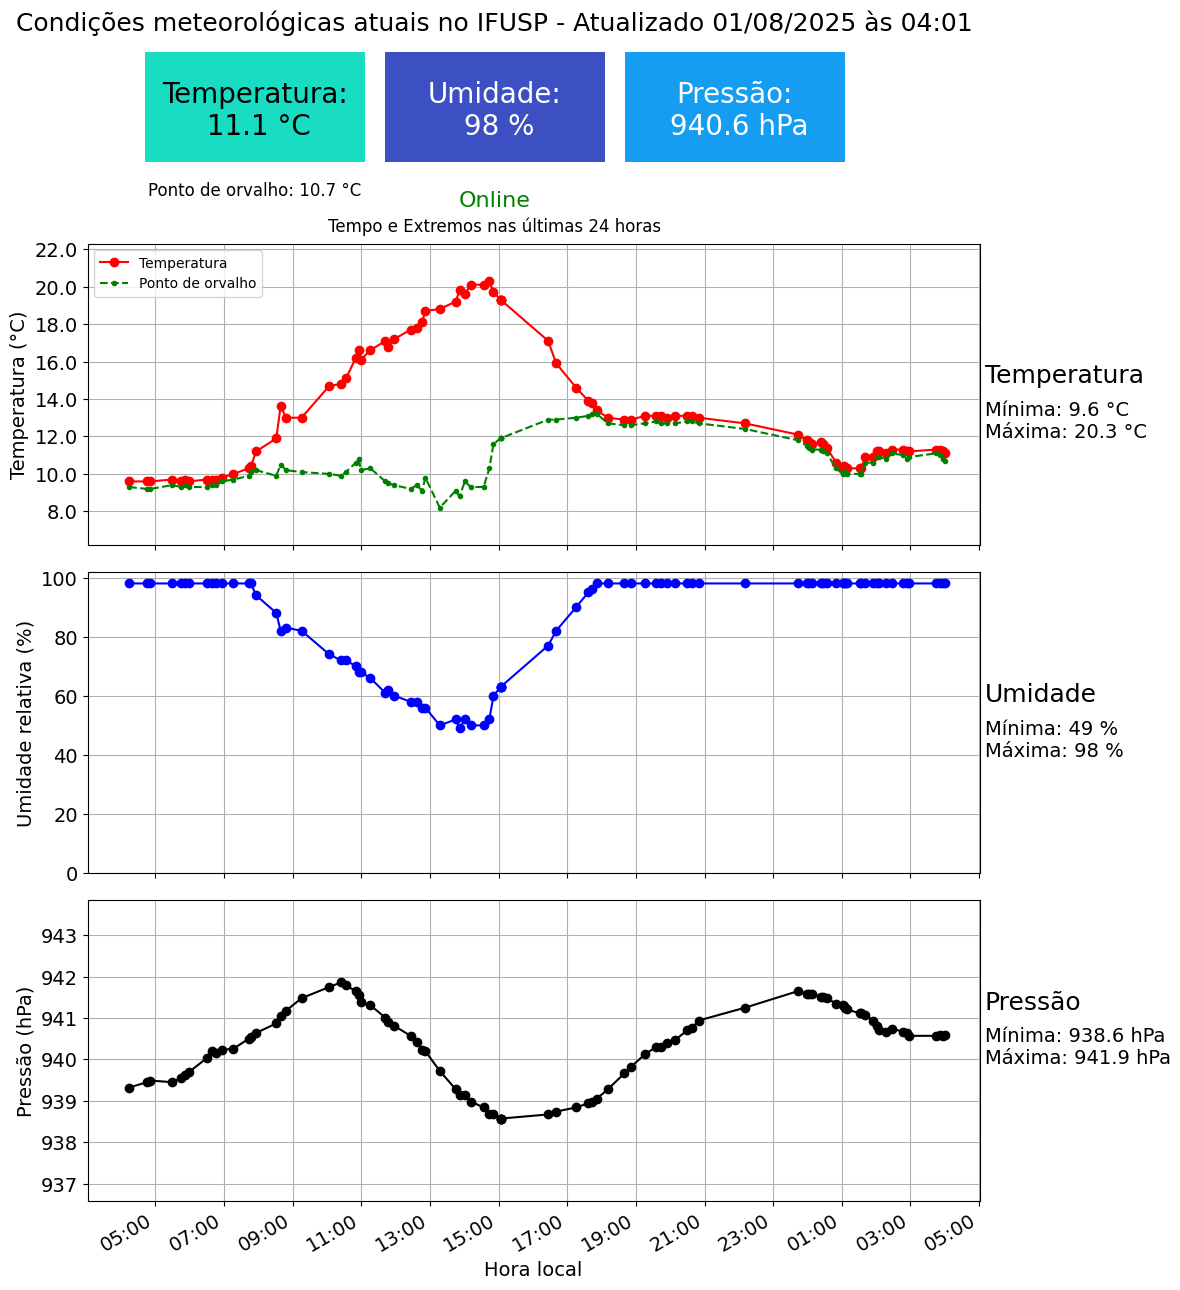 Condições meteorológicas atuais no IFUSP - Atualizado 01/08/2025 às 04:01
Temperatura:
11.1 °C
Umidade:
98 %
Pressão:
940.6 hPa
Ponto de orvalho: 10.7 °C
Online
Tempo e Extremos nas últimas 24 horas
Temperatura (°C)
22.0
20.0
18.0
16.0
14.0
12.0
10.0
8.0
Temperatura
Ponto de orvalho
Temperatura
Mínima: 9.6 °C
Máxima: 20.3 °C
Umidade relativa (%)
100
80
60
40
20
0
Umidade
Mínima: 49 %
Máxima: 98 %
Pressão (hPa)
943
942
941
940
939
938
937
Pressão
Mínima: 938.6 hPa
Máxima: 941.9 hPa
05:00
07:00
09:00
11:00
13:00
15:00
17:00
19:00
21:00
23:00
01:00
03:00
05:00
Hora local